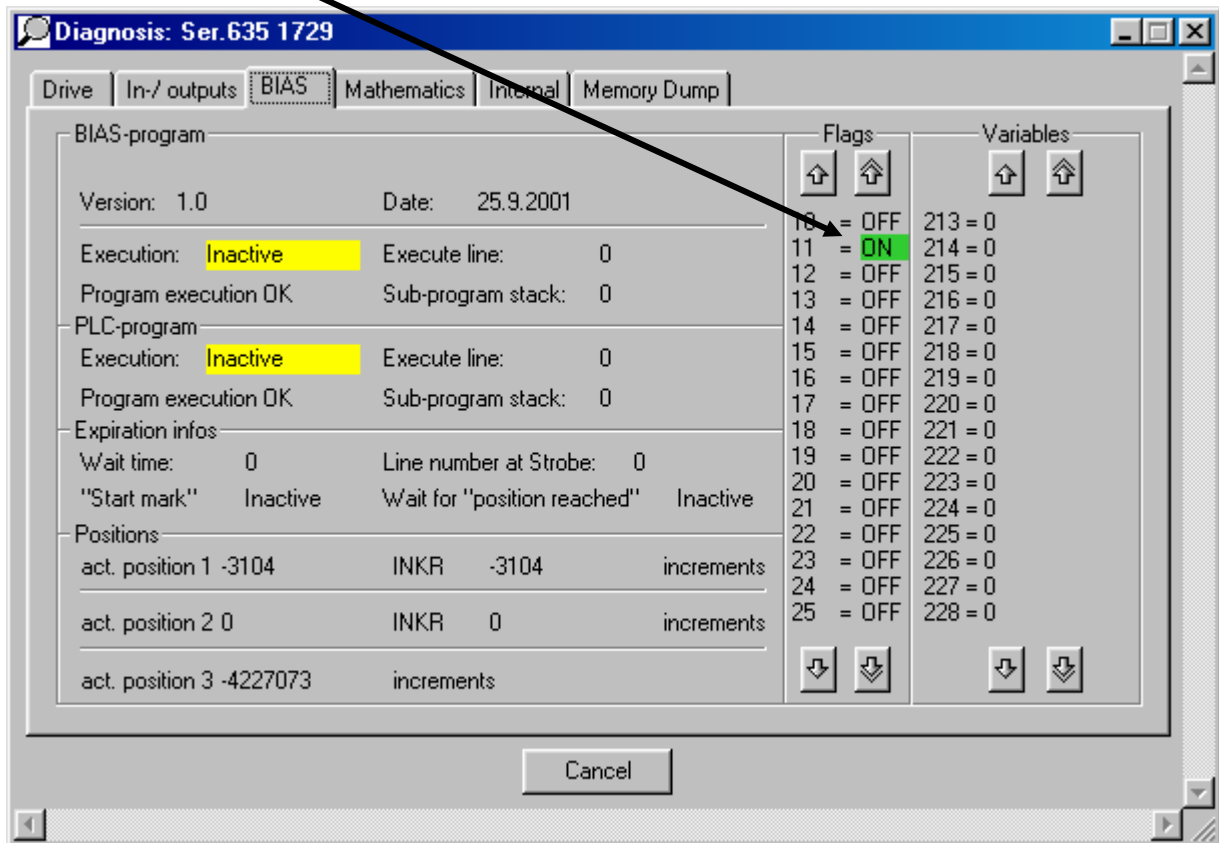 Diagnosis: Ser.635 1729
Drive In-/ outputs BIAS Mathematics Internal Memory Dump
BIAS-program
Version: 1.0 Date: 25.9.2001
Execution: Inactive Execute line: 0
Program execution OK Sub-program stack: 0
PLC-program
Execution: Inactive Execute line: 0
Program execution OK Sub-program stack: 0
Expiration infos
Wait time: 0 Line number at Strobe: 0
"Start mark" Inactive Wait for "position reached" Inactive
Positions
act. position 1 -3104 INKR -3104 increments
act. position 2 0 INKR 0 increments
act. position 3 -4227073 increments
Flags
10 = OFF
11 = ON
12 = OFF
13 = OFF
14 = OFF
15 = OFF
16 = OFF
17 = OFF
18 = OFF
19 = OFF
20 = OFF
21 = OFF
22 = OFF
23 = OFF
24 = OFF
25 = OFF
Variables
213 = 0
214 = 0
215 = 0
216 = 0
217 = 0
218 = 0
219 = 0
220 = 0
221 = 0
222 = 0
223 = 0
224 = 0
225 = 0
226 = 0
227 = 0
228 = 0
Cancel